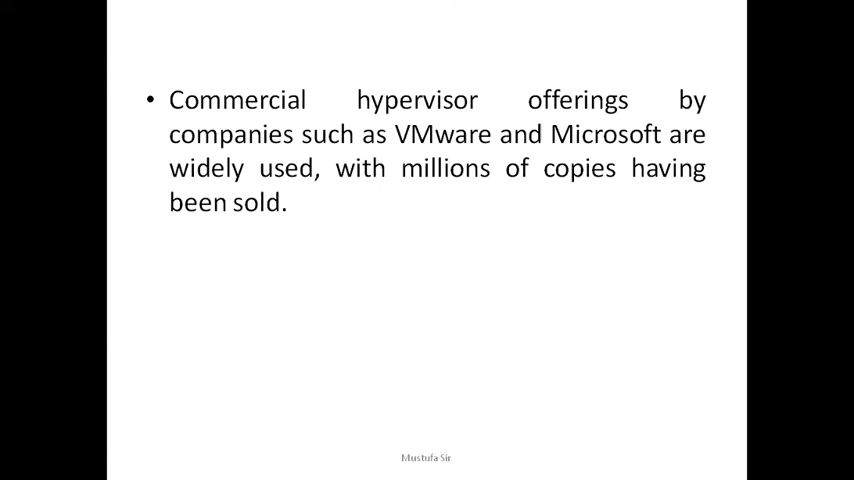 • Commercial hypervisor offerings by
companies such as VMware and Microsoft are
widely used, with millions of copies having
been sold.
Mustufa Sir